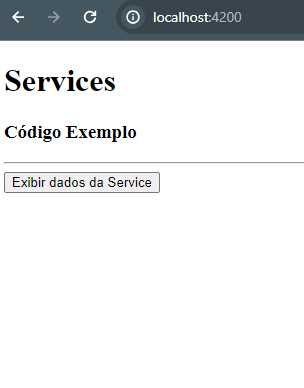 localhost:4200
Services
Código Exemplo
Exibir dados da Service